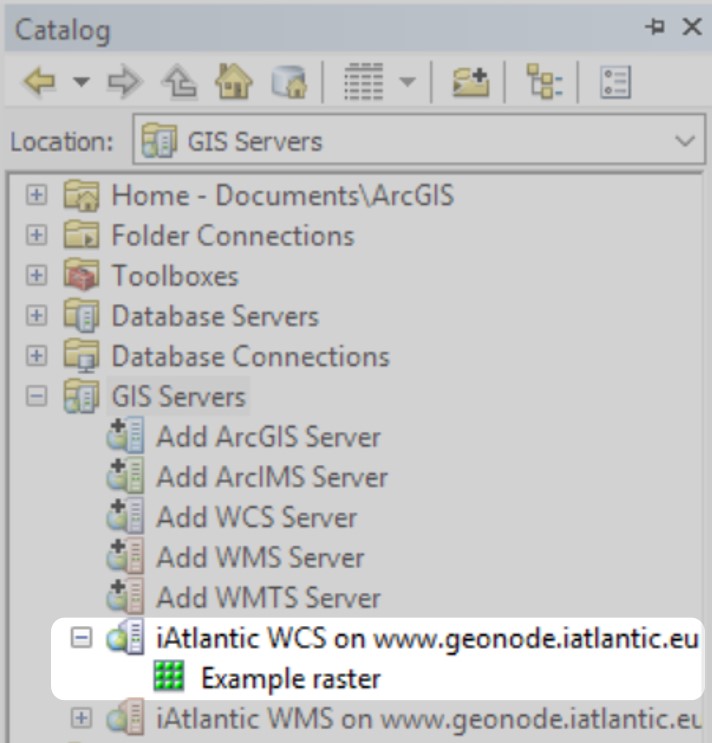 Catalog
Location: GIS Servers
Home - Documents\ArcGIS
Folder Connections
Toolboxes
Database Servers
Database Connections
GIS Servers
Add ArcGIS Server
Add ArcIMS Server
Add WCS Server
Add WMS Server
Add WMTS Server
iAtlantic WCS on www.geonode.iatlantic.eu
Example raster
iAtlantic WMS on www.geonode.iatlantic.eu